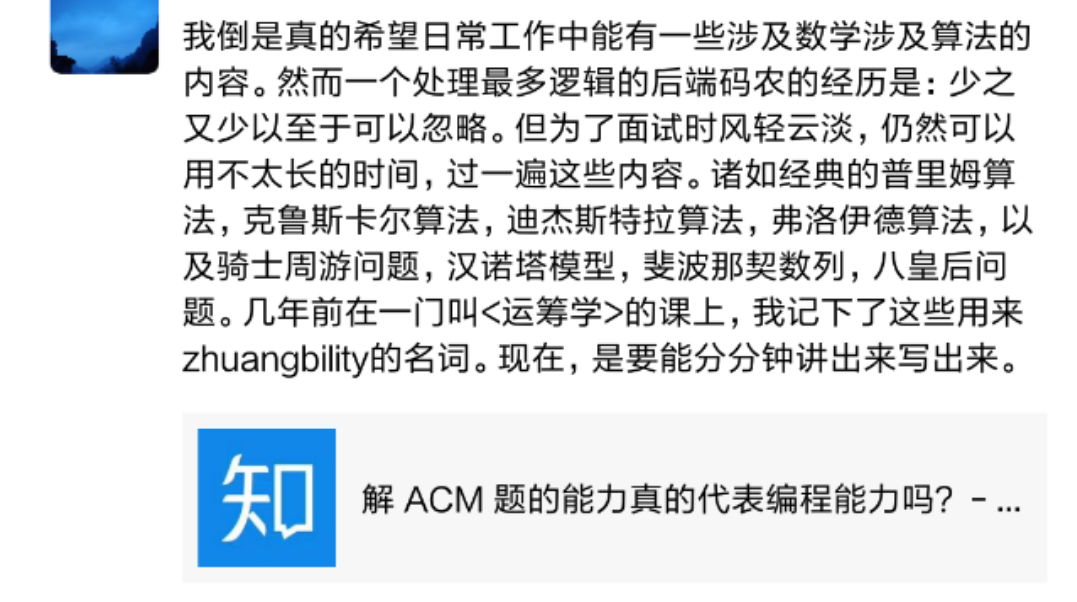 我倒是真的希望日常工作中能有一些涉及数学涉及算法的
内容。然而一个处理最多逻辑的后端码农的经历是：少之
又少以至于可以忽略。但为了面试时风轻云淡，仍然可以
用不太长的时间，过一遍这些内容。诸如经典的普里姆算
法，克鲁斯卡尔算法，迪杰斯特拉算法，弗洛伊德算法，以
及骑士周游问题，汉诺塔模型，斐波那契数列，八皇后问
题。几年前在一门叫<运筹学>的课上，我记下了这些用来
zhuangbility的名词。现在，是要能分分钟讲出来写出来。
知
解 ACM 题的能力真的代表编程能力吗？ - ...